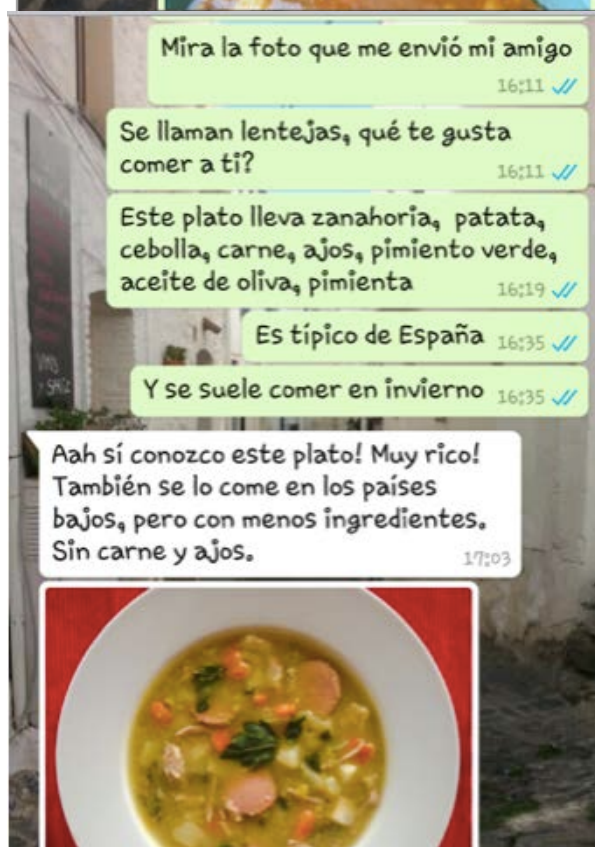 Mira la foto que me envió mi amigo
16:11
Se llaman lentejas, qué te gusta
comer a ti?
16:11
Este plato lleva zanahoria, patata,
cebolla, carne, ajos, pimiento verde,
aceite de oliva, pimienta
16:19
Es típico de España 16:35
Y se suele comer en invierno 16:35
Aah sí conozco este plato! Muy rico!
También se lo come en los países
bajos, pero con menos ingredientes.
Sin carne y ajos.
17:03